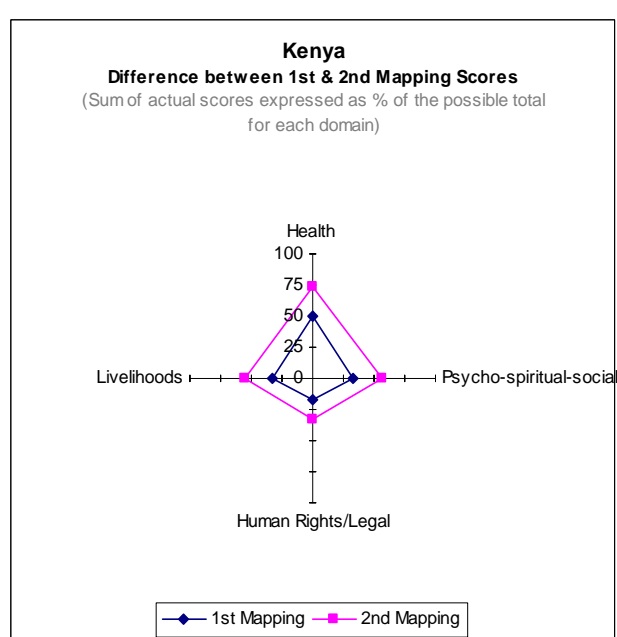 Kenya
Difference between 1st & 2nd Mapping Scores
(Sum of actual scores expressed as % of the possible total
for each domain)
Health
100
75
50
25
0
Livelihoods
Psycho-spiritual-social
Human Rights/Legal
1st Mapping
2nd Mapping